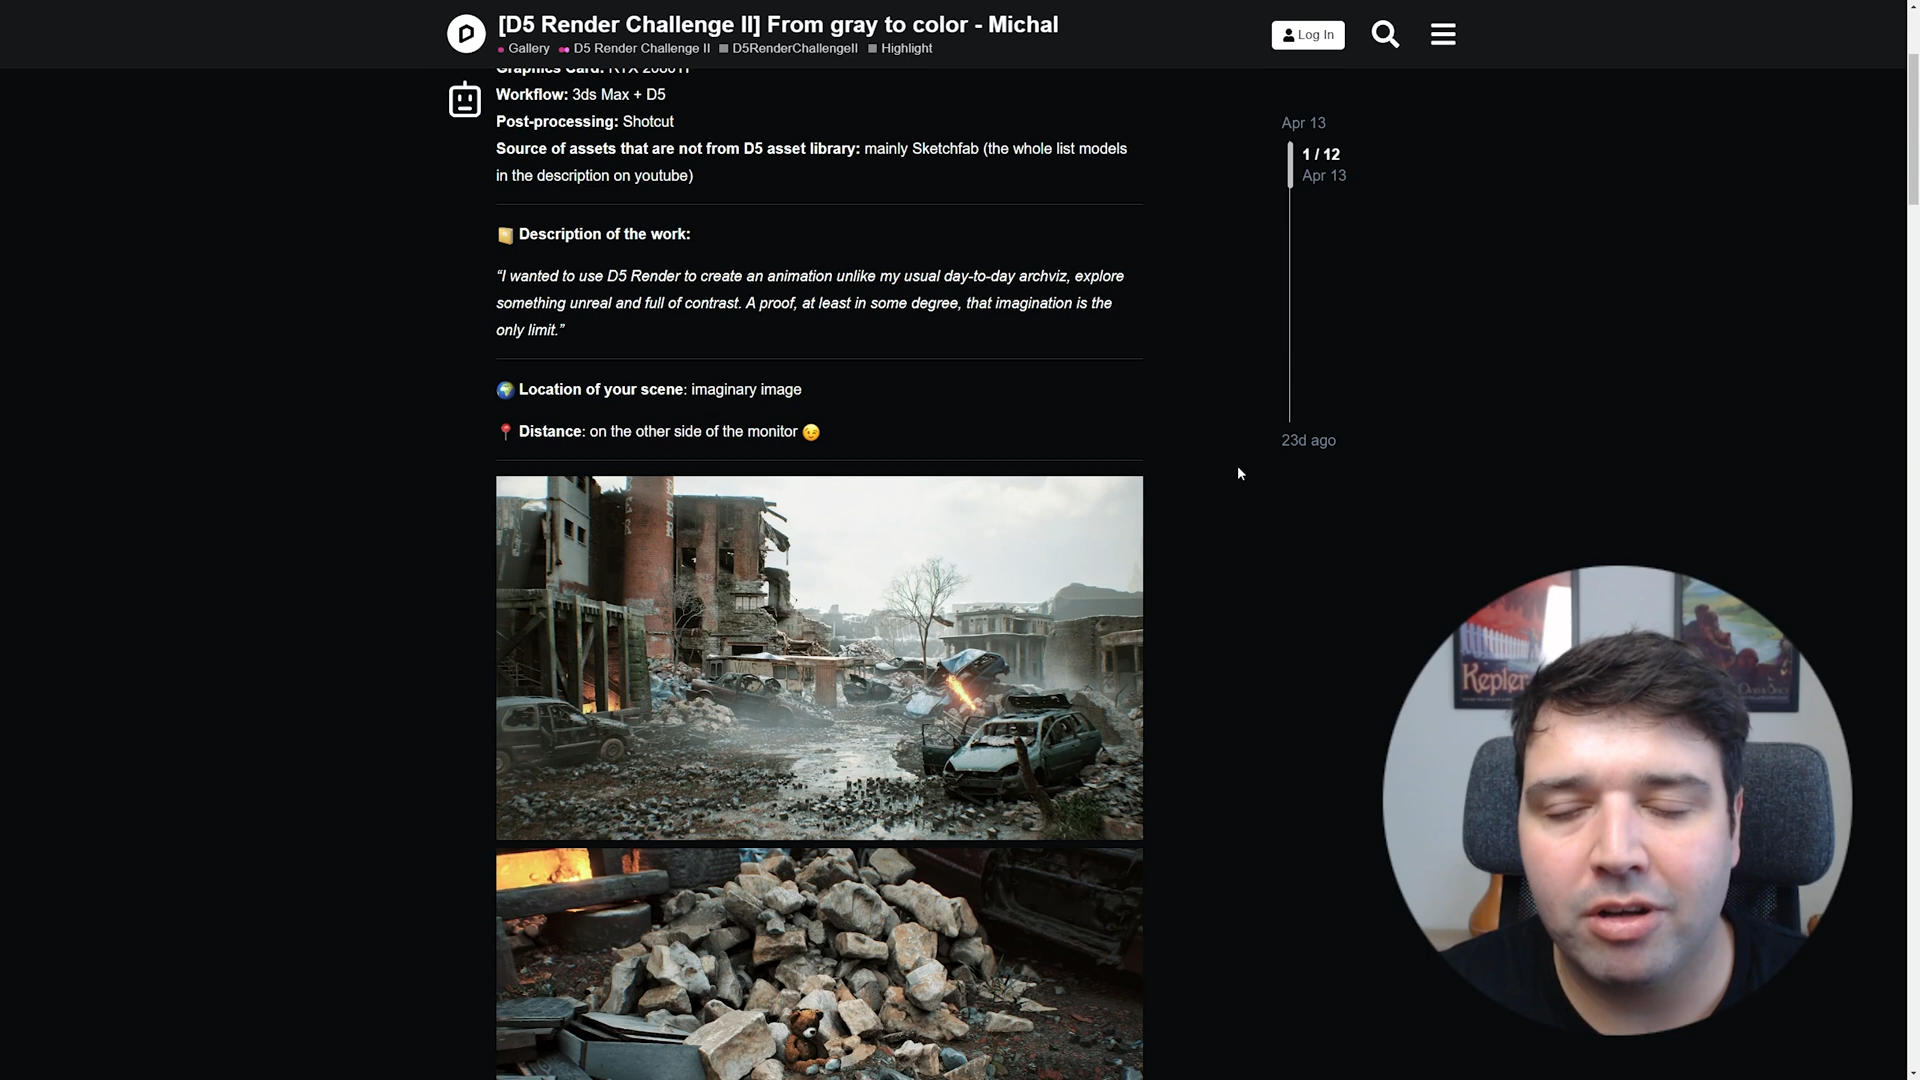 [D5 Render Challenge II] From gray to color - Michal
Gallery D5 Render Challenge II D5RenderChallengeII Highlight
Log In
Graphics Card: RTX 2080TI
Workflow: 3ds Max + D5
Post-processing: Shotcut
Source of assets that are not from D5 asset library: mainly Sketchfab (the whole list models
in the description on youtube)
Description of the work:
“I wanted to use D5 Render to create an animation unlike my usual day-to-day archviz, explore
something unreal and full of contrast. A proof, at least in some degree, that imagination is the
only limit.”
Location of your scene: imaginary image
Distance: on the other side of the monitor
Apr 13
1 / 12
Apr 13
23d ago
Kepler